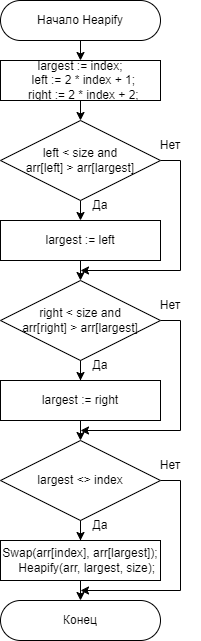 Начало Heapify
largest := index;
left := 2 * index + 1;
right := 2 * index + 2;
left < size and
arr[left] > arr[largest]
Нет
Да
largest := left
right < size and
arr[right] > arr[largest]
Нет
Да
largest := right
largest <> index
Нет
Да
Swap(arr[index], arr[largest]);
Heapify(arr, largest, size);
Конец